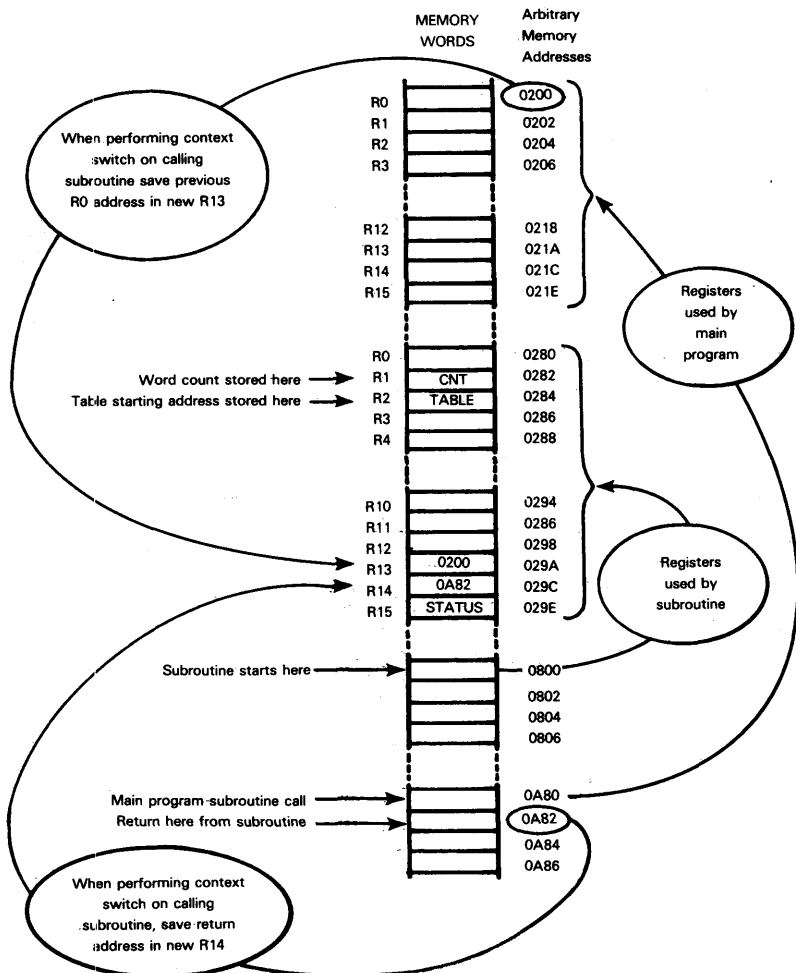 MEMORY
WORDS
Arbitrary
Memory
Addresses
When performing context
switch on calling
subroutine save previous
R0 address in new R13
R0 0200
R1 0202
R2 0204
R3 0206
R12 0218
R13 021A
R14 021C
R15 021E
Registers
used by
main
program
R0 0280
Word count stored here R1 CNT 0282
Table starting address stored here R2 TABLE 0284
R3 0286
R4 0288
R10 0294
R11 0286
R12 0298
R13 0200 029A
R14 0A82 029C
R15 STATUS 029E
Registers
used by
subroutine
Subroutine starts here 0800
0802
0804
0806
Main program-subroutine call 0A80
Return here from subroutine 0A82
0A84
0A86
When performing context
switch on calling
subroutine, save return
address in new R14